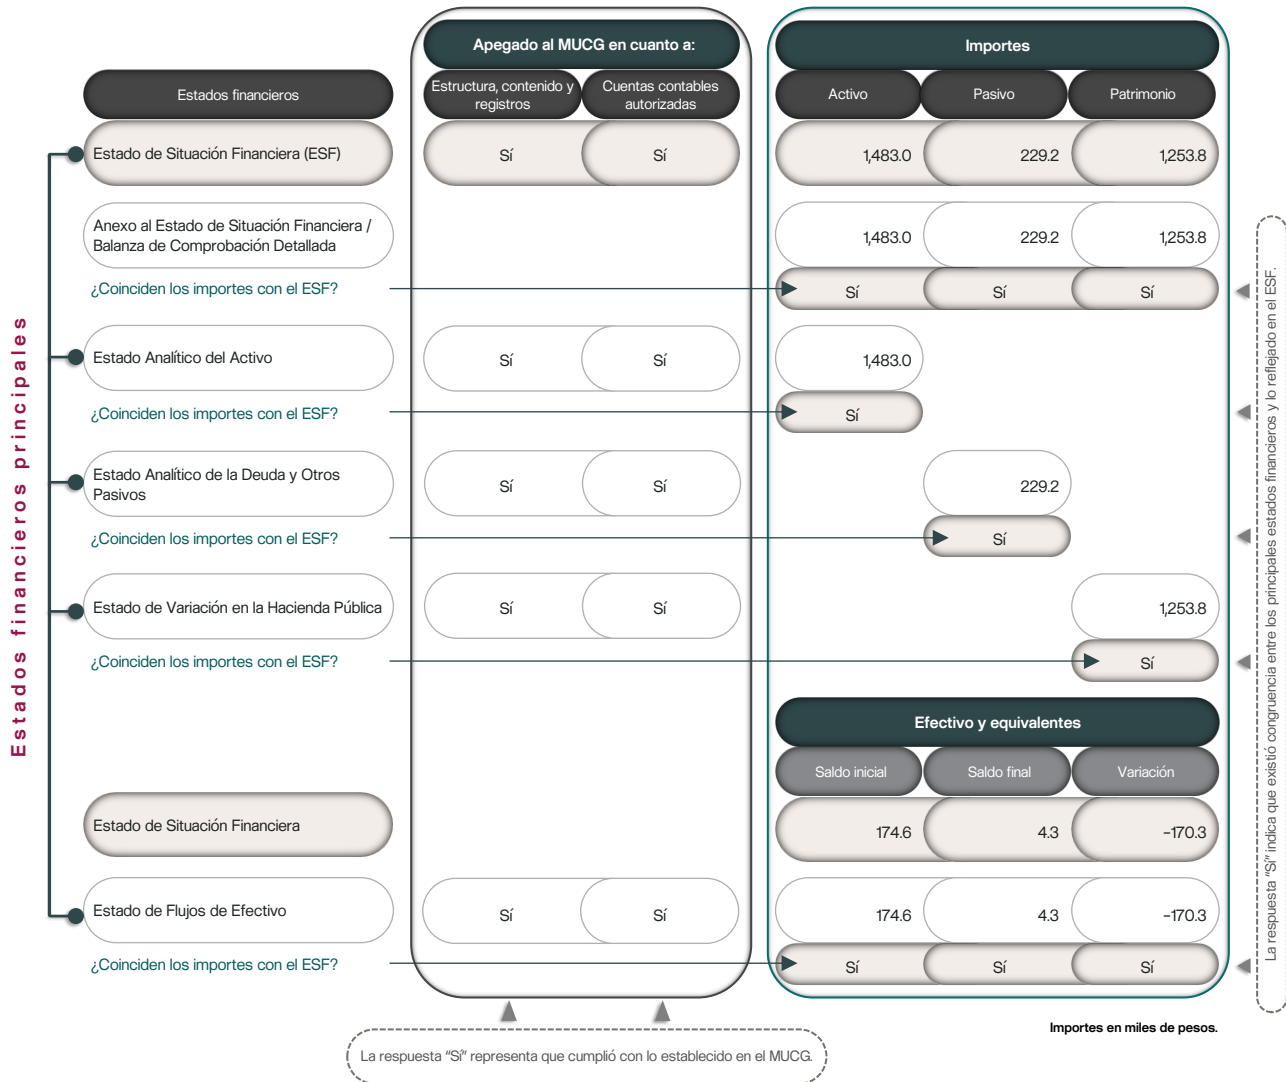 Apegado al MUCG en cuanto a:
Importes
Estados financieros
Estructura, contenido y
registros
Cuentas contables
autorizadas
Activo
Pasivo
Patrimonio
Estado de Situación Financiera (ESF)
Sí
Sí
1,483.0
229.2
1,253.8
Anexo al Estado de Situación Financiera /
Balanza de Comprobación Detallada
1,483.0
229.2
1,253.8
¿Coinciden los importes con el ESF?
Sí
Sí
Sí
Estado Analítico del Activo
Sí
Sí
1,483.0
¿Coinciden los importes con el ESF?
Sí
Estado Analítico de la Deuda y Otros
Pasivos
Sí
Sí
229.2
¿Coinciden los importes con el ESF?
Sí
Estado de Variación en la Hacienda Pública
Sí
Sí
1,253.8
¿Coinciden los importes con el ESF?
Sí
Efectivo y equivalentes
Saldo inicial
Saldo final
Variación
Estado de Situación Financiera
174.6
4.3
-170.3
Estado de Flujos de Efectivo
Sí
Sí
174.6
4.3
-170.3
¿Coinciden los importes con el ESF?
Sí
Sí
Sí
Importes en miles de pesos.
La respuesta “Sí” representa que cumplió con lo establecido en el MUCG.
Estados financieros principales
La respuesta “Sí” indica que existió congruencia entre los principales estados financieros y lo reflejado en el ESF.